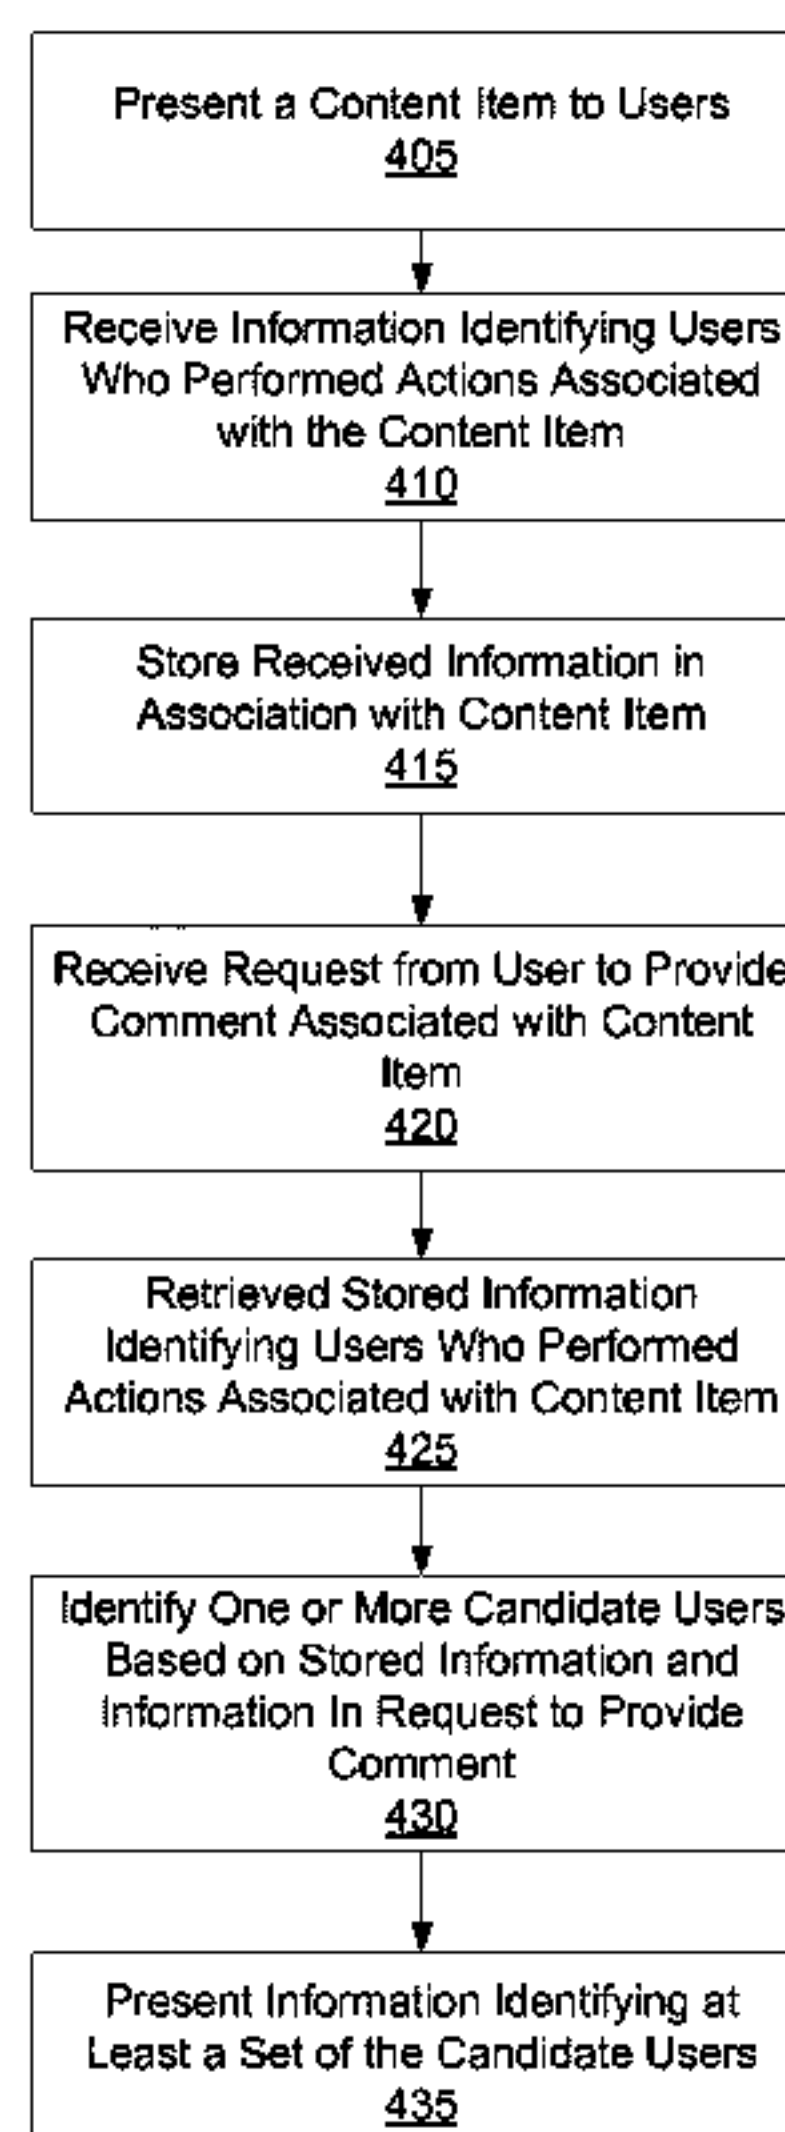 Present a Content Item to Users
405
Receive Information Identifying Users
Who Performed Actions Associated
with the Content Item
410
Store Received Information in
Association with Content Item
415
Receive Request from User to Provide
Comment Associated with Content
Item
420
Retrieved Stored Information
Identifying Users Who Performed
Actions Associated with Content Item
425
Identify One or More Candidate Users
Based on Stored Information and
Information In Request to Provide
Comment
430
Present Information Identifying at
Least a Set of the Candidate Users
435